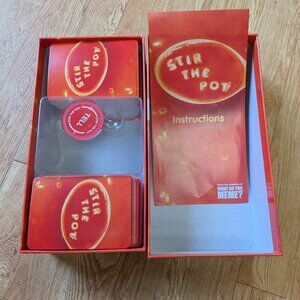 STIR
THE
POT
TELL
STIR
THE
POT
STIR
THE
POT
Instructions
WHAT DO YOU
MEME?